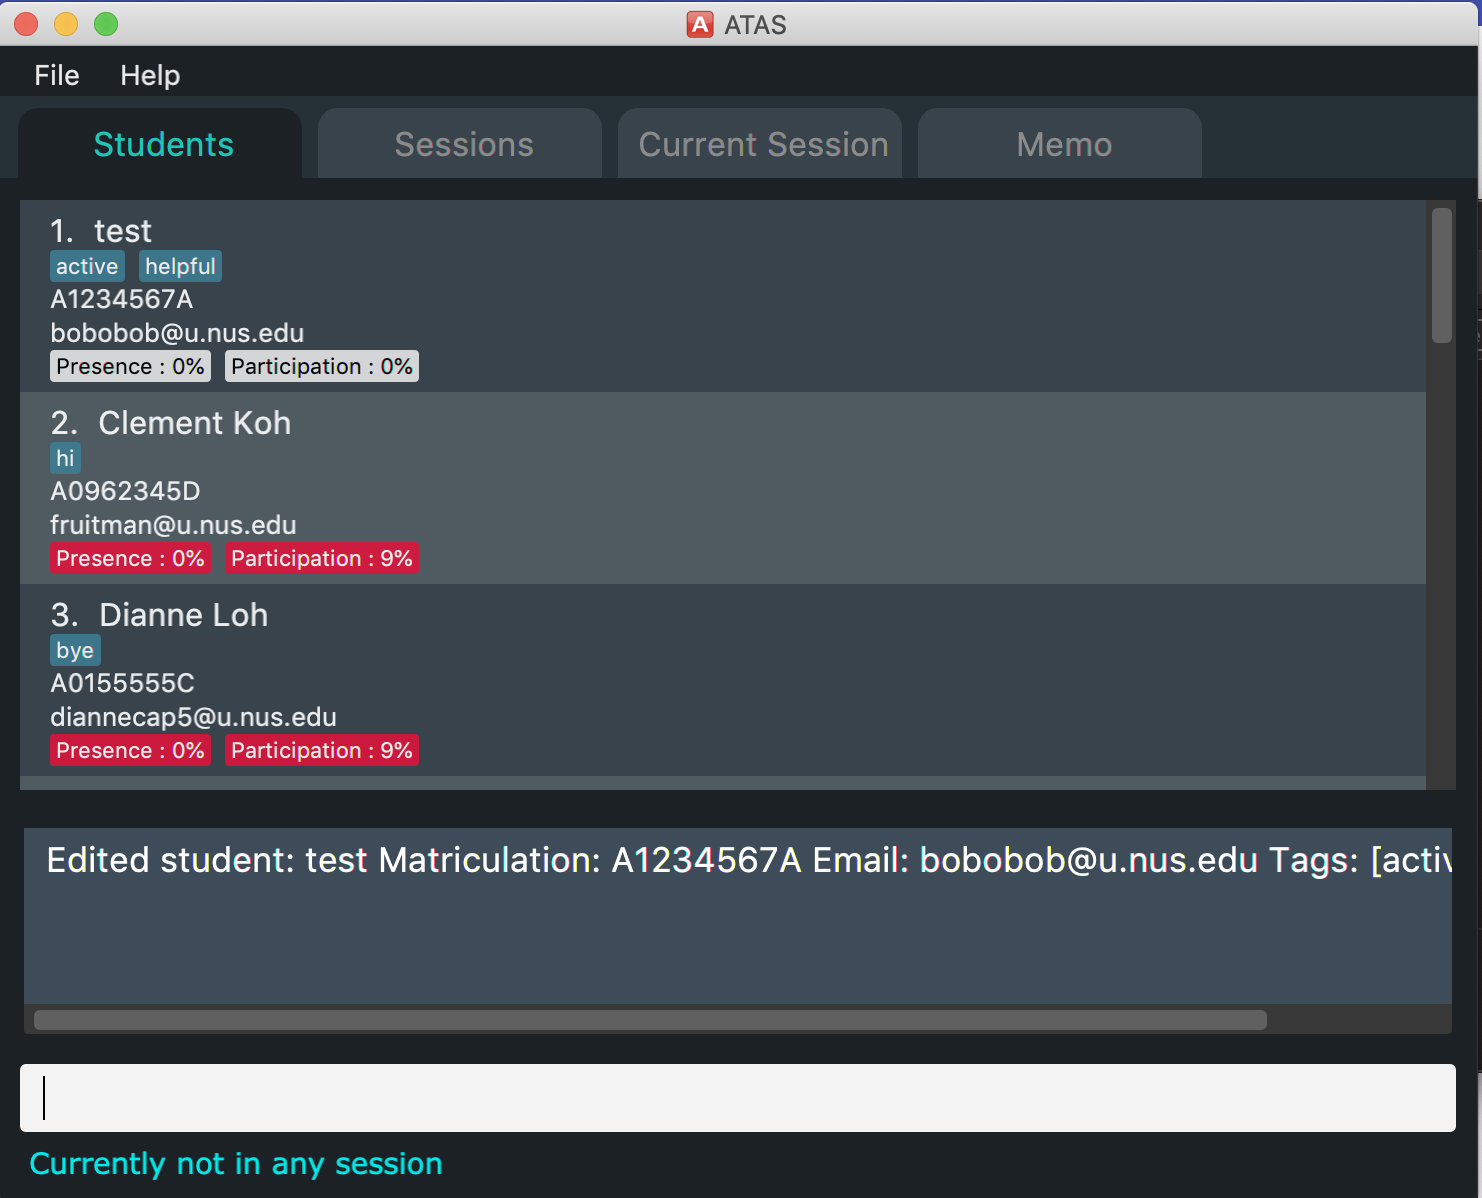 A ATAS
File Help
Students Sessions Current Session Memo
1. test
active helpful
A1234567A
bobobob@u.nus.edu
Presence : 0% Participation : 0%
2. Clement Koh
hi
A0962345D
fruitman@u.nus.edu
Presence : 0% Participation : 9%
3. Dianne Loh
bye
A0155555C
diannecap5@u.nus.edu
Presence : 0% Participation : 9%
Edited student: test Matriculation: A1234567A Email: bobobob@u.nus.edu Tags: [activ
Currently not in any session